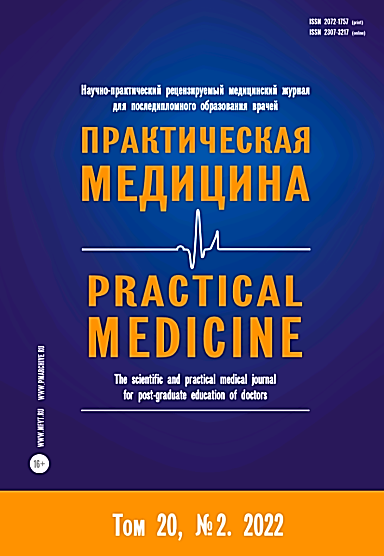 ISSN 2072-1757 (print)
ISSN 2307-3217 (online)
Научно-практический рецензируемый медицинский журнал
для последипломного образования врачей
ПРАКТИЧЕСКАЯ
МЕДИЦИНА
PRACTICAL
MEDICINE
The scientific and practical medical journal
for post-graduate education of doctors
WWW.MFVT.RU WWW.PMARCHIVE.RU
16+
Том 20, №2. 2022